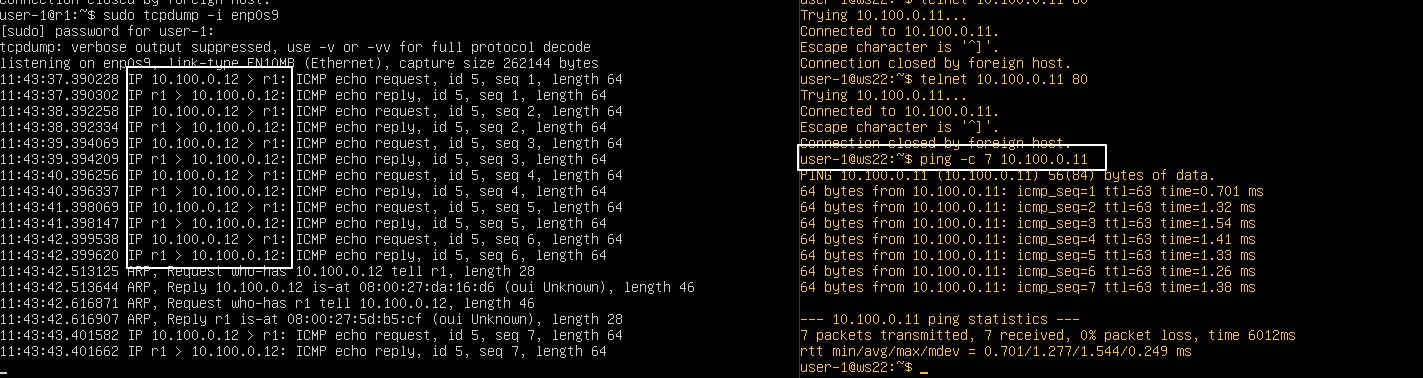 connection closed by foreign host.
user-1@r1:~$ sudo tcpdump -i enp0s9
[sudo] password for user-1:
tcpdump: verbose output suppressed, use -v or -vv for full protocol decode
listening on enp0s9, link-type EN10MB (Ethernet), capture size 262144 bytes
11:43:37.390228 IP 10.100.0.12 > r1: ICMP echo request, id 5, seq 1, length 64
11:43:37.390302 IP r1 > 10.100.0.12: ICMP echo reply, id 5, seq 1, length 64
11:43:38.392258 IP 10.100.0.12 > r1: ICMP echo request, id 5, seq 2, length 64
11:43:38.392334 IP r1 > 10.100.0.12: ICMP echo reply, id 5, seq 2, length 64
11:43:39.394069 IP 10.100.0.12 > r1: ICMP echo request, id 5, seq 3, length 64
11:43:39.394209 IP r1 > 10.100.0.12: ICMP echo reply, id 5, seq 3, length 64
11:43:40.396256 IP 10.100.0.12 > r1: ICMP echo request, id 5, seq 4, length 64
11:43:40.396337 IP r1 > 10.100.0.12: ICMP echo reply, id 5, seq 4, length 64
11:43:41.398069 IP 10.100.0.12 > r1: ICMP echo request, id 5, seq 5, length 64
11:43:41.398147 IP r1 > 10.100.0.12: ICMP echo reply, id 5, seq 5, length 64
11:43:42.399538 IP 10.100.0.12 > r1: ICMP echo request, id 5, seq 6, length 64
11:43:42.399620 IP r1 > 10.100.0.12: ICMP echo reply, id 5, seq 6, length 64
11:43:42.513125 ARP, Request who-has 10.100.0.12 tell r1, length 28
11:43:42.513644 ARP, Reply 10.100.0.12 is-at 08:00:27:da:16:d6 (oui Unknown), length 46
11:43:42.616871 ARP, Request who-has r1 tell 10.100.0.12, length 46
11:43:42.616907 ARP, Reply r1 is-at 08:00:27:5d:b5:cf (oui Unknown), length 28
11:43:43.401582 IP 10.100.0.12 > r1: ICMP echo request, id 5, seq 7, length 64
11:43:43.401662 IP r1 > 10.100.0.12: ICMP echo reply, id 5, seq 7, length 64
_
user-1@ws22:~$ telnet 10.100.0.11 80
Trying 10.100.0.11...
Connected to 10.100.0.11.
Escape character is '^]'.
Connection closed by foreign host.
user-1@ws22:~$ telnet 10.100.0.11 80
Trying 10.100.0.11...
Connected to 10.100.0.11.
Escape character is '^]'.
Connection closed by foreign host.
user-1@ws22:~$ ping -c 7 10.100.0.11
PING 10.100.0.11 (10.100.0.11) 56(84) bytes of data.
64 bytes from 10.100.0.11: icmp_seq=1 ttl=63 time=0.701 ms
64 bytes from 10.100.0.11: icmp_seq=2 ttl=63 time=1.32 ms
64 bytes from 10.100.0.11: icmp_seq=3 ttl=63 time=1.54 ms
64 bytes from 10.100.0.11: icmp_seq=4 ttl=63 time=1.41 ms
64 bytes from 10.100.0.11: icmp_seq=5 ttl=63 time=1.33 ms
64 bytes from 10.100.0.11: icmp_seq=6 ttl=63 time=1.26 ms
64 bytes from 10.100.0.11: icmp_seq=7 ttl=63 time=1.38 ms
--- 10.100.0.11 ping statistics ---
7 packets transmitted, 7 received, 0% packet loss, time 6012ms
rtt min/avg/max/mdev = 0.701/1.277/1.544/0.249 ms
user-1@ws22:~$ _